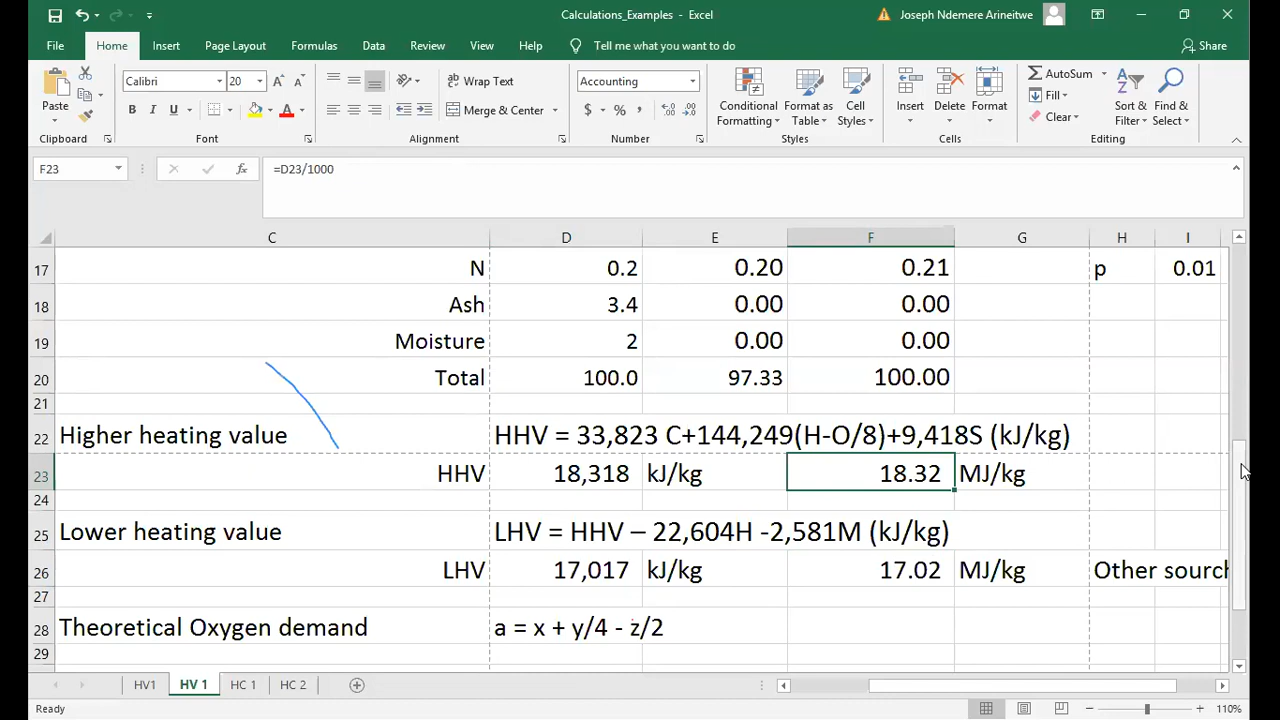 Calculations_Examples - Excel
Joseph Ndemere Arineitwe
File Home Insert Page Layout Formulas Data Review View Help Tell me what you want to do Share
Paste
Calibri 20
B I U
Wrap Text
Merge & Center
Accounting
$ % ,
Conditional Formatting
Format as Table
Cell Styles
Insert Delete Format
AutoSum
Fill
Clear
Sort & Filter
Find & Select
Clipboard Font Alignment Number Styles Cells Editing
F23 fx =D23/1000
C D E F G H I
17 N 0.2 0.20 0.21 p 0.01
18 Ash 3.4 0.00 0.00
19 Moisture 2 0.00 0.00
20 Total 100.0 97.33 100.00
21
22 Higher heating value HHV = 33,823 C+144,249(H-O/8)+9,418S (kJ/kg)
23 HHV 18,318 kJ/kg 18.32 MJ/kg
24
25 Lower heating value LHV = HHV – 22,604H -2,581M (kJ/kg)
26 LHV 17,017 kJ/kg 17.02 MJ/kg Other sourch
27
28 Theoretical Oxygen demand a = x + y/4 - z/2
29
HV1 HV 1 HC 1 HC 2
Ready 110%